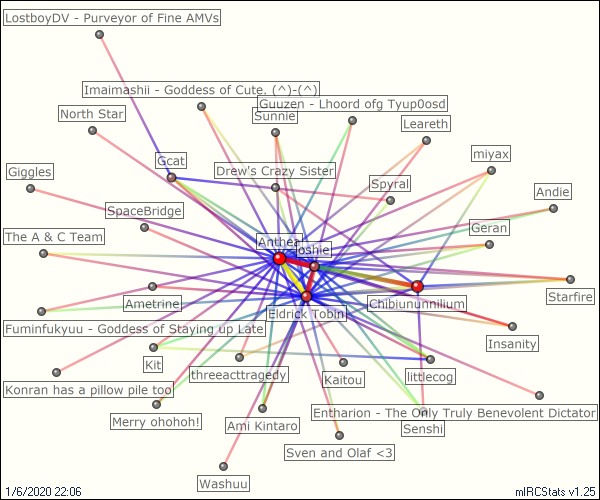 LostboyDV - Purveyor of Fine AMVs
Imaimashii - Goddess of Cute. (^)-(^)
Guuzen - Lhoord ofg Tyup0osd
North Star
Sunnie
Leareth
Gcat
miyax
Giggles
Drew's Crazy Sister
Spyral
Andie
SpaceBridge
Geran
The A & C Team
Anthea
Joshie
Starfire
Ametrine
Chibiununnilium
Eldrick Tobin
Fuminfukyuu - Goddess of Staying up Late
Insanity
Kit
threeacttragedy
Kaitou
littlecog
Konran has a pillow pile too
Merry ohohoh!
Ami Kintaro
Entharion - The Only Truly Benevolent Dictator
Senshi
Sven and Olaf <3
Washuu
1/6/2020 22:06
mIRCStats v1.25